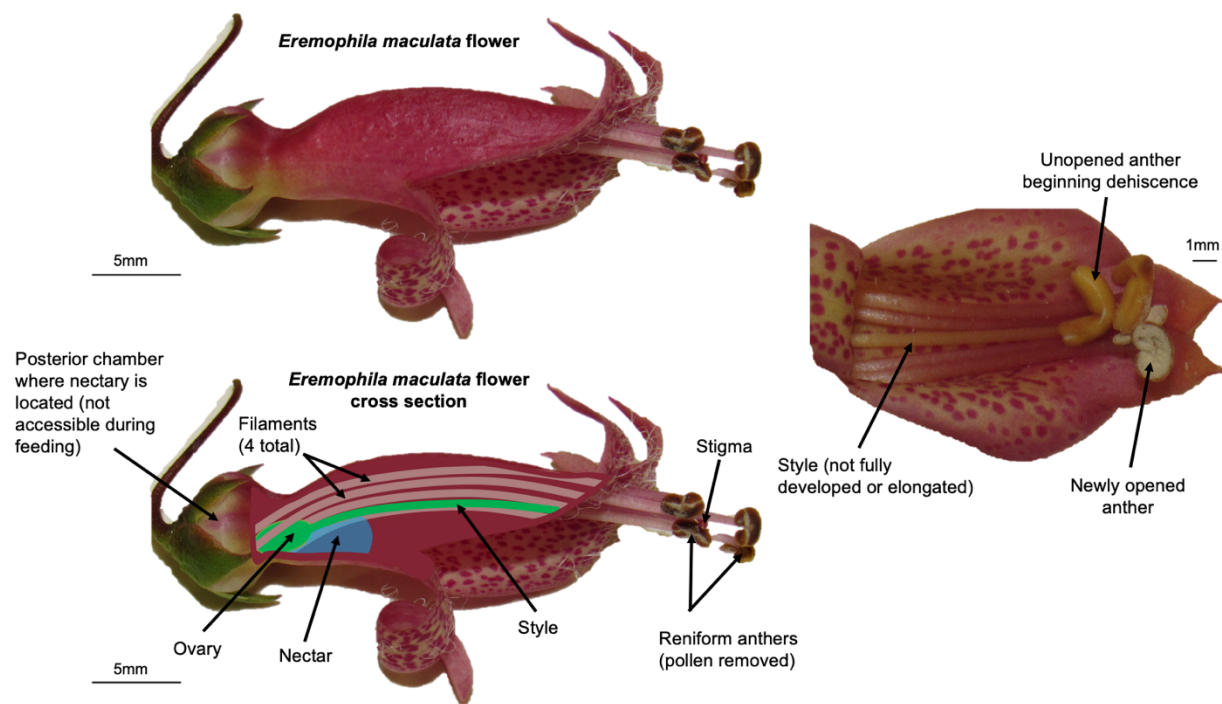 Eremophila maculata flower
5mm
Unopened anther
beginning dehiscence
1mm
Style (not fully
developed or elongated)
Newly opened
anther
Posterior chamber
where nectary is
located (not
accessible during
feeding)
Eremophila maculata flower
cross section
Filaments
(4 total)
Stigma
Ovary
Nectar
Style
Reniform anthers
(pollen removed)
5mm